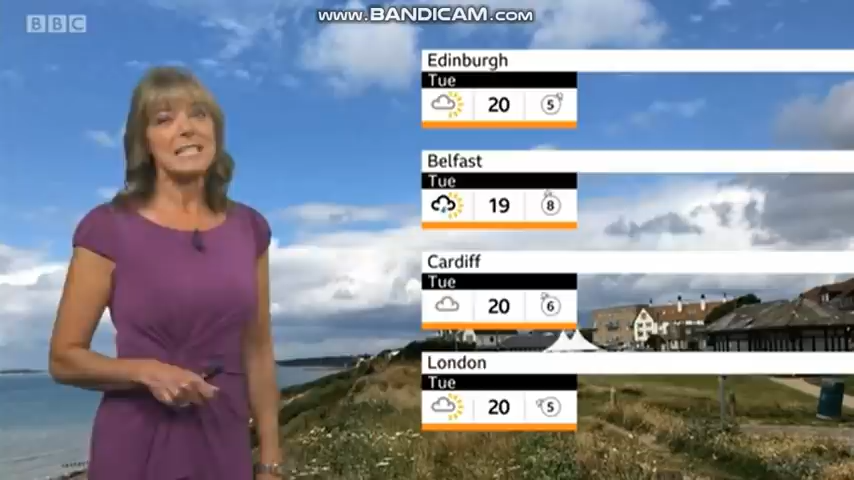 BBC
www.BANDICAM.com
Edinburgh
Tue
20 5
Belfast
Tue
19 8
Cardiff
Tue
20 6
London
Tue
20 5